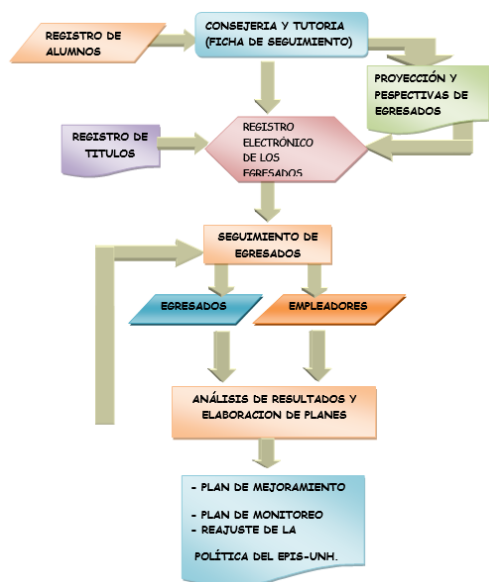 REGISTRO DE
ALUMNOS
CONSEJERIA Y TUTORIA
(FICHA DE SEGUIMIENTO)
PROYECCIÓN Y
PESPECTIVAS DE
EGRESADOS
REGISTRO DE
TITULOS
REGISTRO
ELECTRÓNICO
DE LOS
EGRESADOS
SEGUIMIENTO DE
EGRESADOS
EGRESADOS
EMPLEADORES
ANÁLISIS DE RESULTADOS Y
ELABORACION DE PLANES
- PLAN DE MEJORAMIENTO
- PLAN DE MONITOREO
- REAJUSTE DE LA
POLÍTICA DEL EPIS-UNH.